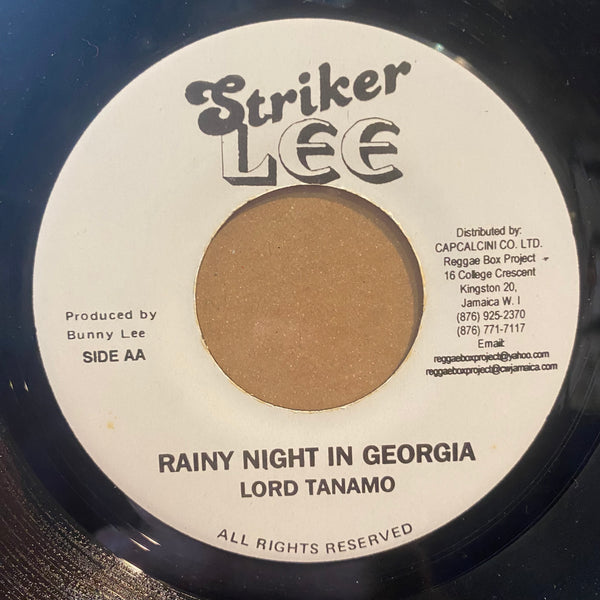 Striker
LEE
Distributed by:
CAPCALCINI CO. LTD.
Reggae Box Project
16 College Crescent
Kingston 20,
Jamaica W. I
(876) 925-2370
(876) 771-7117
Email:
reggaeboxproject@yahoo.com
reggaeboxproject@cwjamaica.com
Produced by
Bunny Lee
SIDE AA
RAINY NIGHT IN GEORGIA
LORD TANAMO
ALL RIGHTS RESERVED